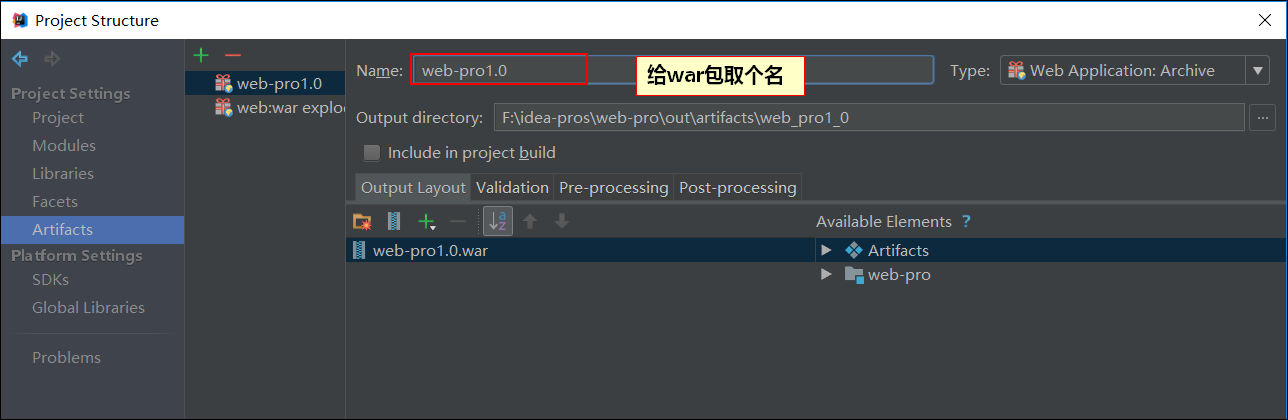 Project Structure
Project Settings
Project
Modules
Libraries
Facets
Artifacts
Platform Settings
SDKs
Global Libraries
Problems
web-pro1.0
web:war explo
Name: web-pro1.0
给war包取个名
Type: Web Application: Archive
Output directory: F:\idea-pros\web-pro\out\artifacts\web_pro1_0
...
Include in project build
Output Layout Validation Pre-processing Post-processing
a
z
Available Elements ?
web-pro1.0.war
Artifacts
web-pro